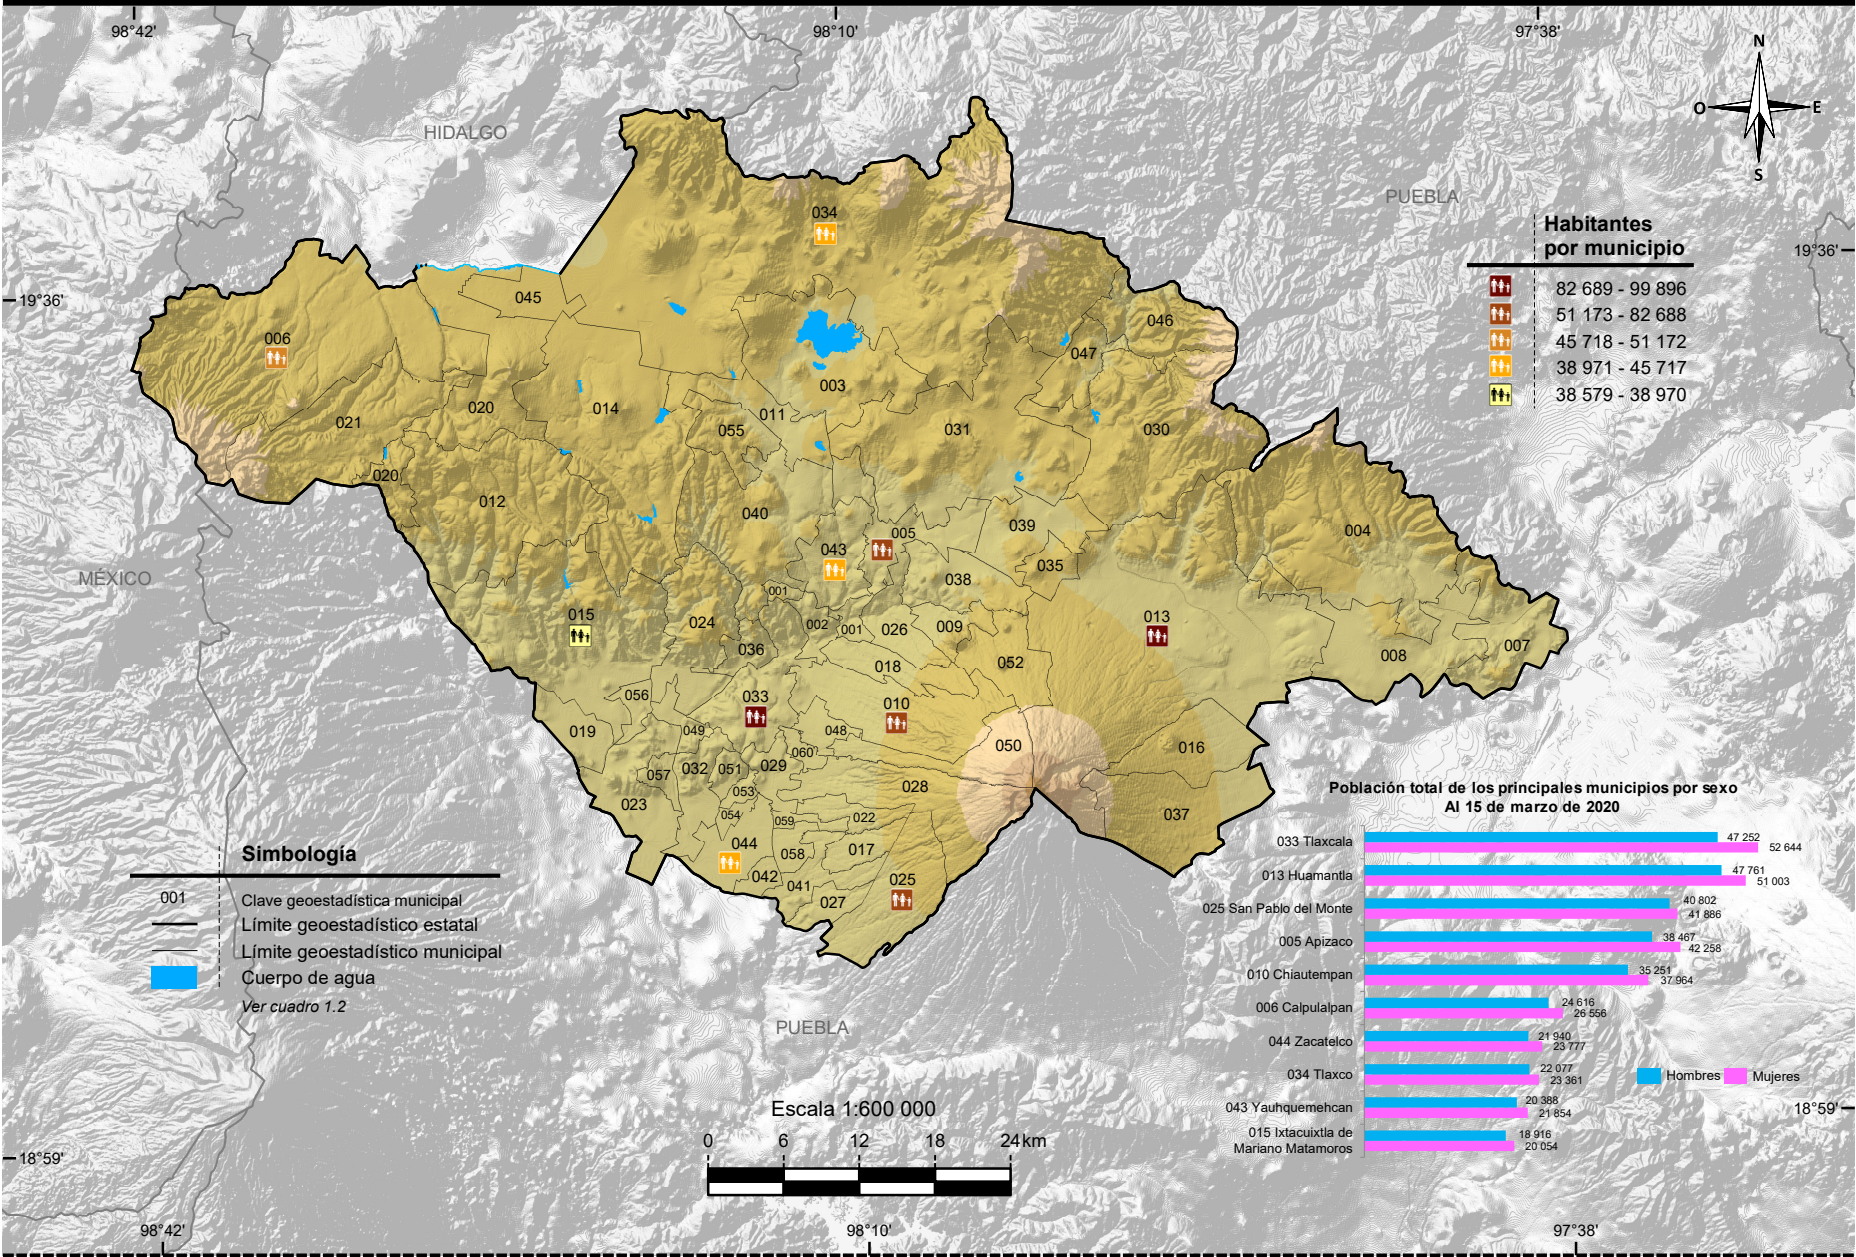 98°42'
98°10'
97°38'
N
O
E
S
HIDALGO
PUEBLA
19°36'
19°36'
Habitantes
por municipio
82 689 - 99 896
51 173 - 82 688
45 718 - 51 172
38 971 - 45 717
38 579 - 38 970
034
045
046
006
047
003
020
014
011
021
055
031
030
020
012
040
039
005
004
043
035
038
MÉXICO
001
015
024
002
001
026
009
013
007
036
018
052
008
056
033
010
019
049
048
050
016
060
057
032
051
029
023
053
028
054
059
022
037
044
058
017
042
041
025
027
Simbología
001
Clave geoestadística municipal
Límite geoestadístico estatal
Límite geoestadístico municipal
Cuerpo de agua
Ver cuadro 1.2
Población total de los principales municipios por sexo
Al 15 de marzo de 2020
033 Tlaxcala
47 252
52 644
013 Huamantla
47 761
51 003
025 San Pablo del Monte
40 802
41 886
005 Apizaco
38 467
42 258
010 Chiautempan
35 251
37 964
006 Calpulalpan
24 616
26 556
044 Zacatelco
21 940
23 777
034 Tlaxco
22 077
23 361
Hombres
Mujeres
043 Yauhquemehcan
20 388
21 854
015 Ixtacuixtla de
Mariano Matamoros
18 916
20 054
PUEBLA
Escala 1:600 000
0 6 12 18 24km
18°59'
18°59'
98°42'
98°10'
97°38'